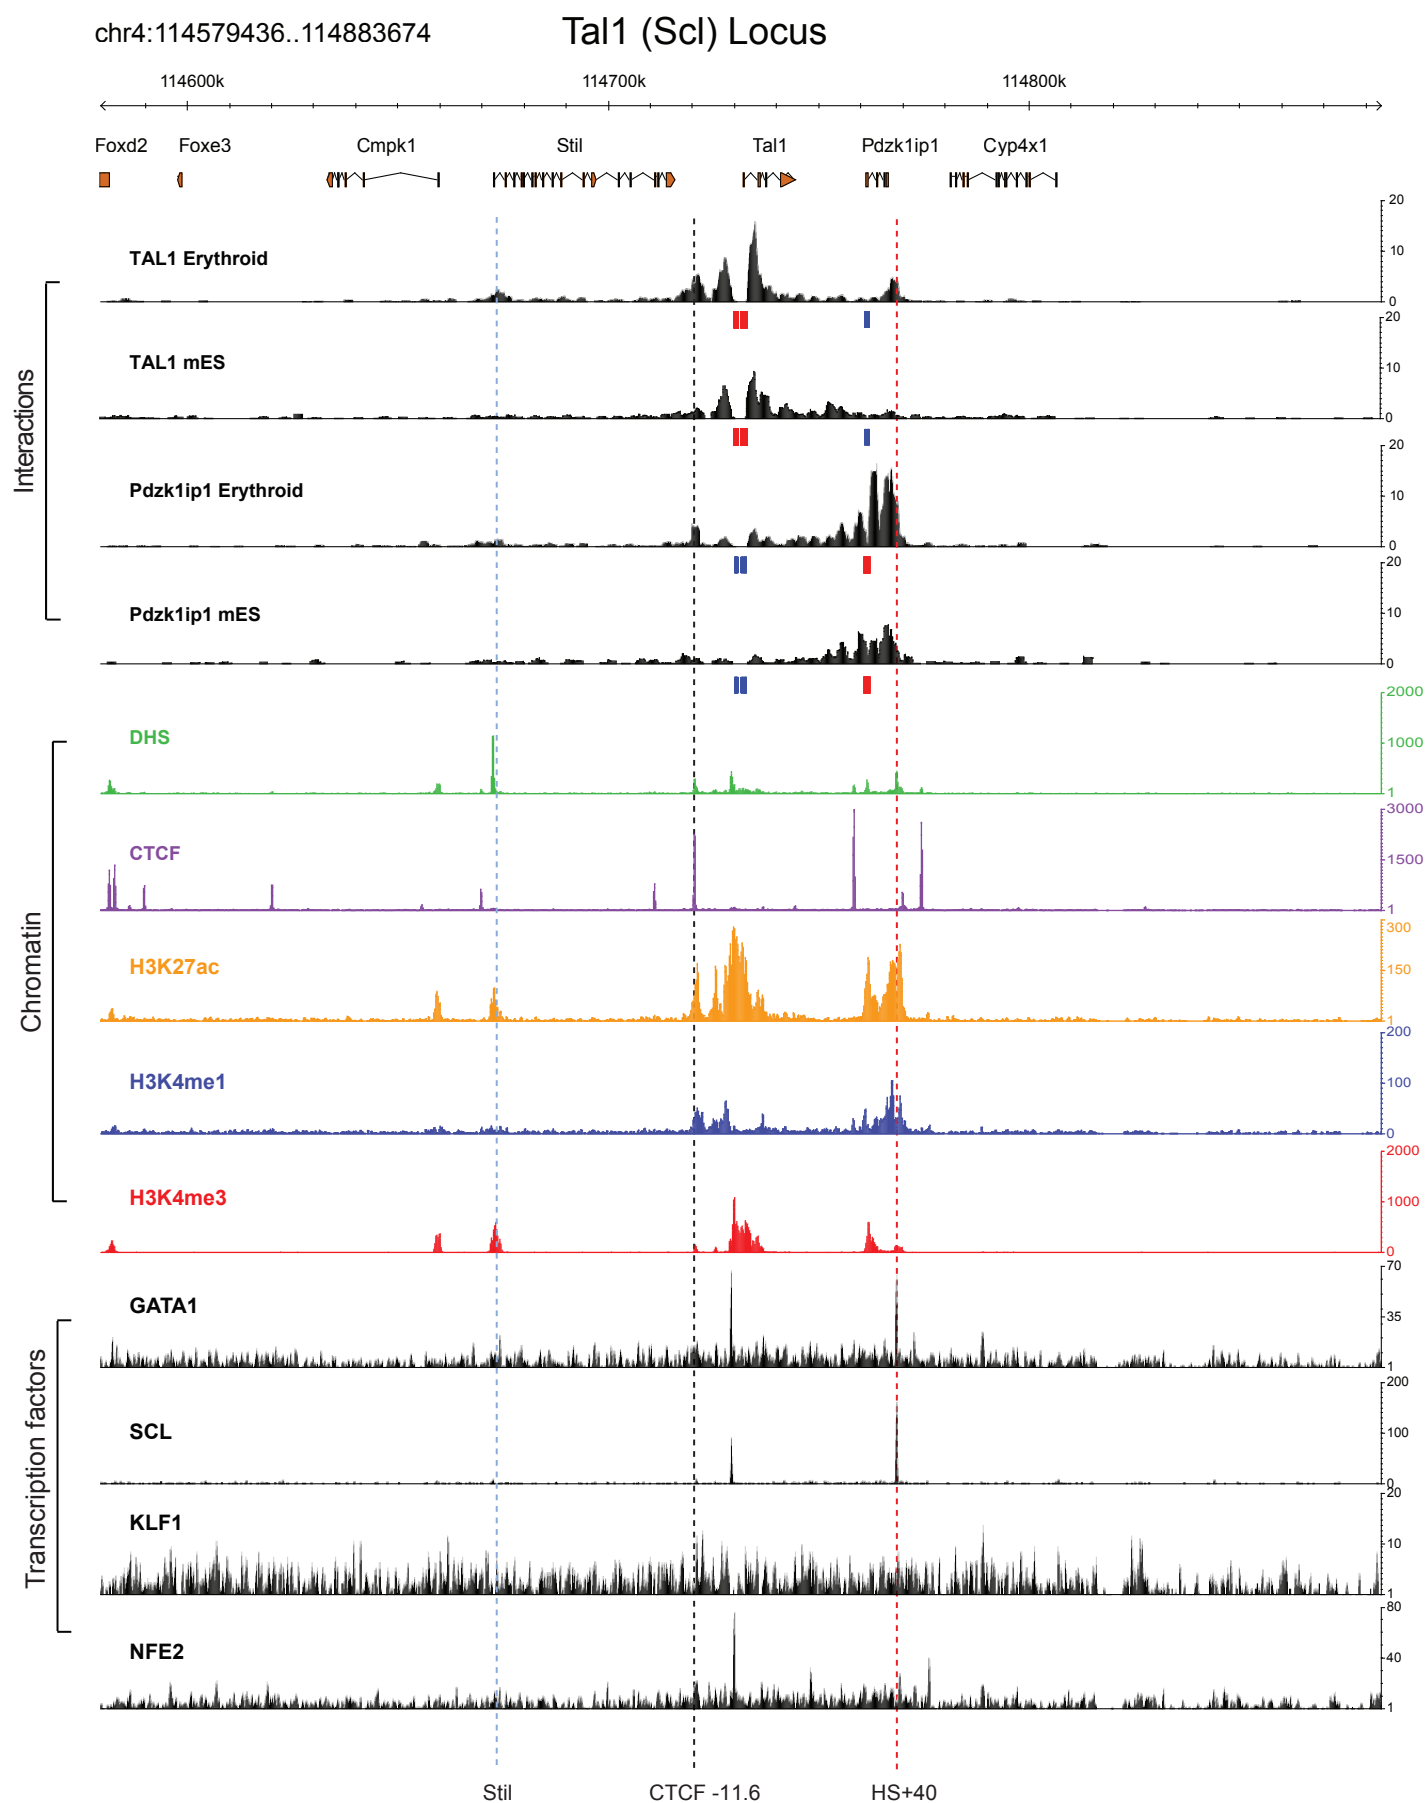 chr4:114579436..114883674 Tal1 (Scl) Locus
114600k 114700k 114800k
Foxd2 Foxe3 Cmpk1 Stil Tal1 Pdzk1ip1 Cyp4x1
Interactions
TAL1 Erythroid
20
10
0
TAL1 mES
20
10
0
Pdzk1ip1 Erythroid
20
10
0
Pdzk1ip1 mES
20
10
0
Chromatin
DHS
2000
1000
1
CTCF
3000
1500
1
H3K27ac
300
150
1
H3K4me1
200
100
0
H3K4me3
2000
1000
0
Transcription factors
GATA1
70
35
1
SCL
200
100
0
KLF1
20
10
1
NFE2
80
40
1
Stil CTCF -11.6 HS+40